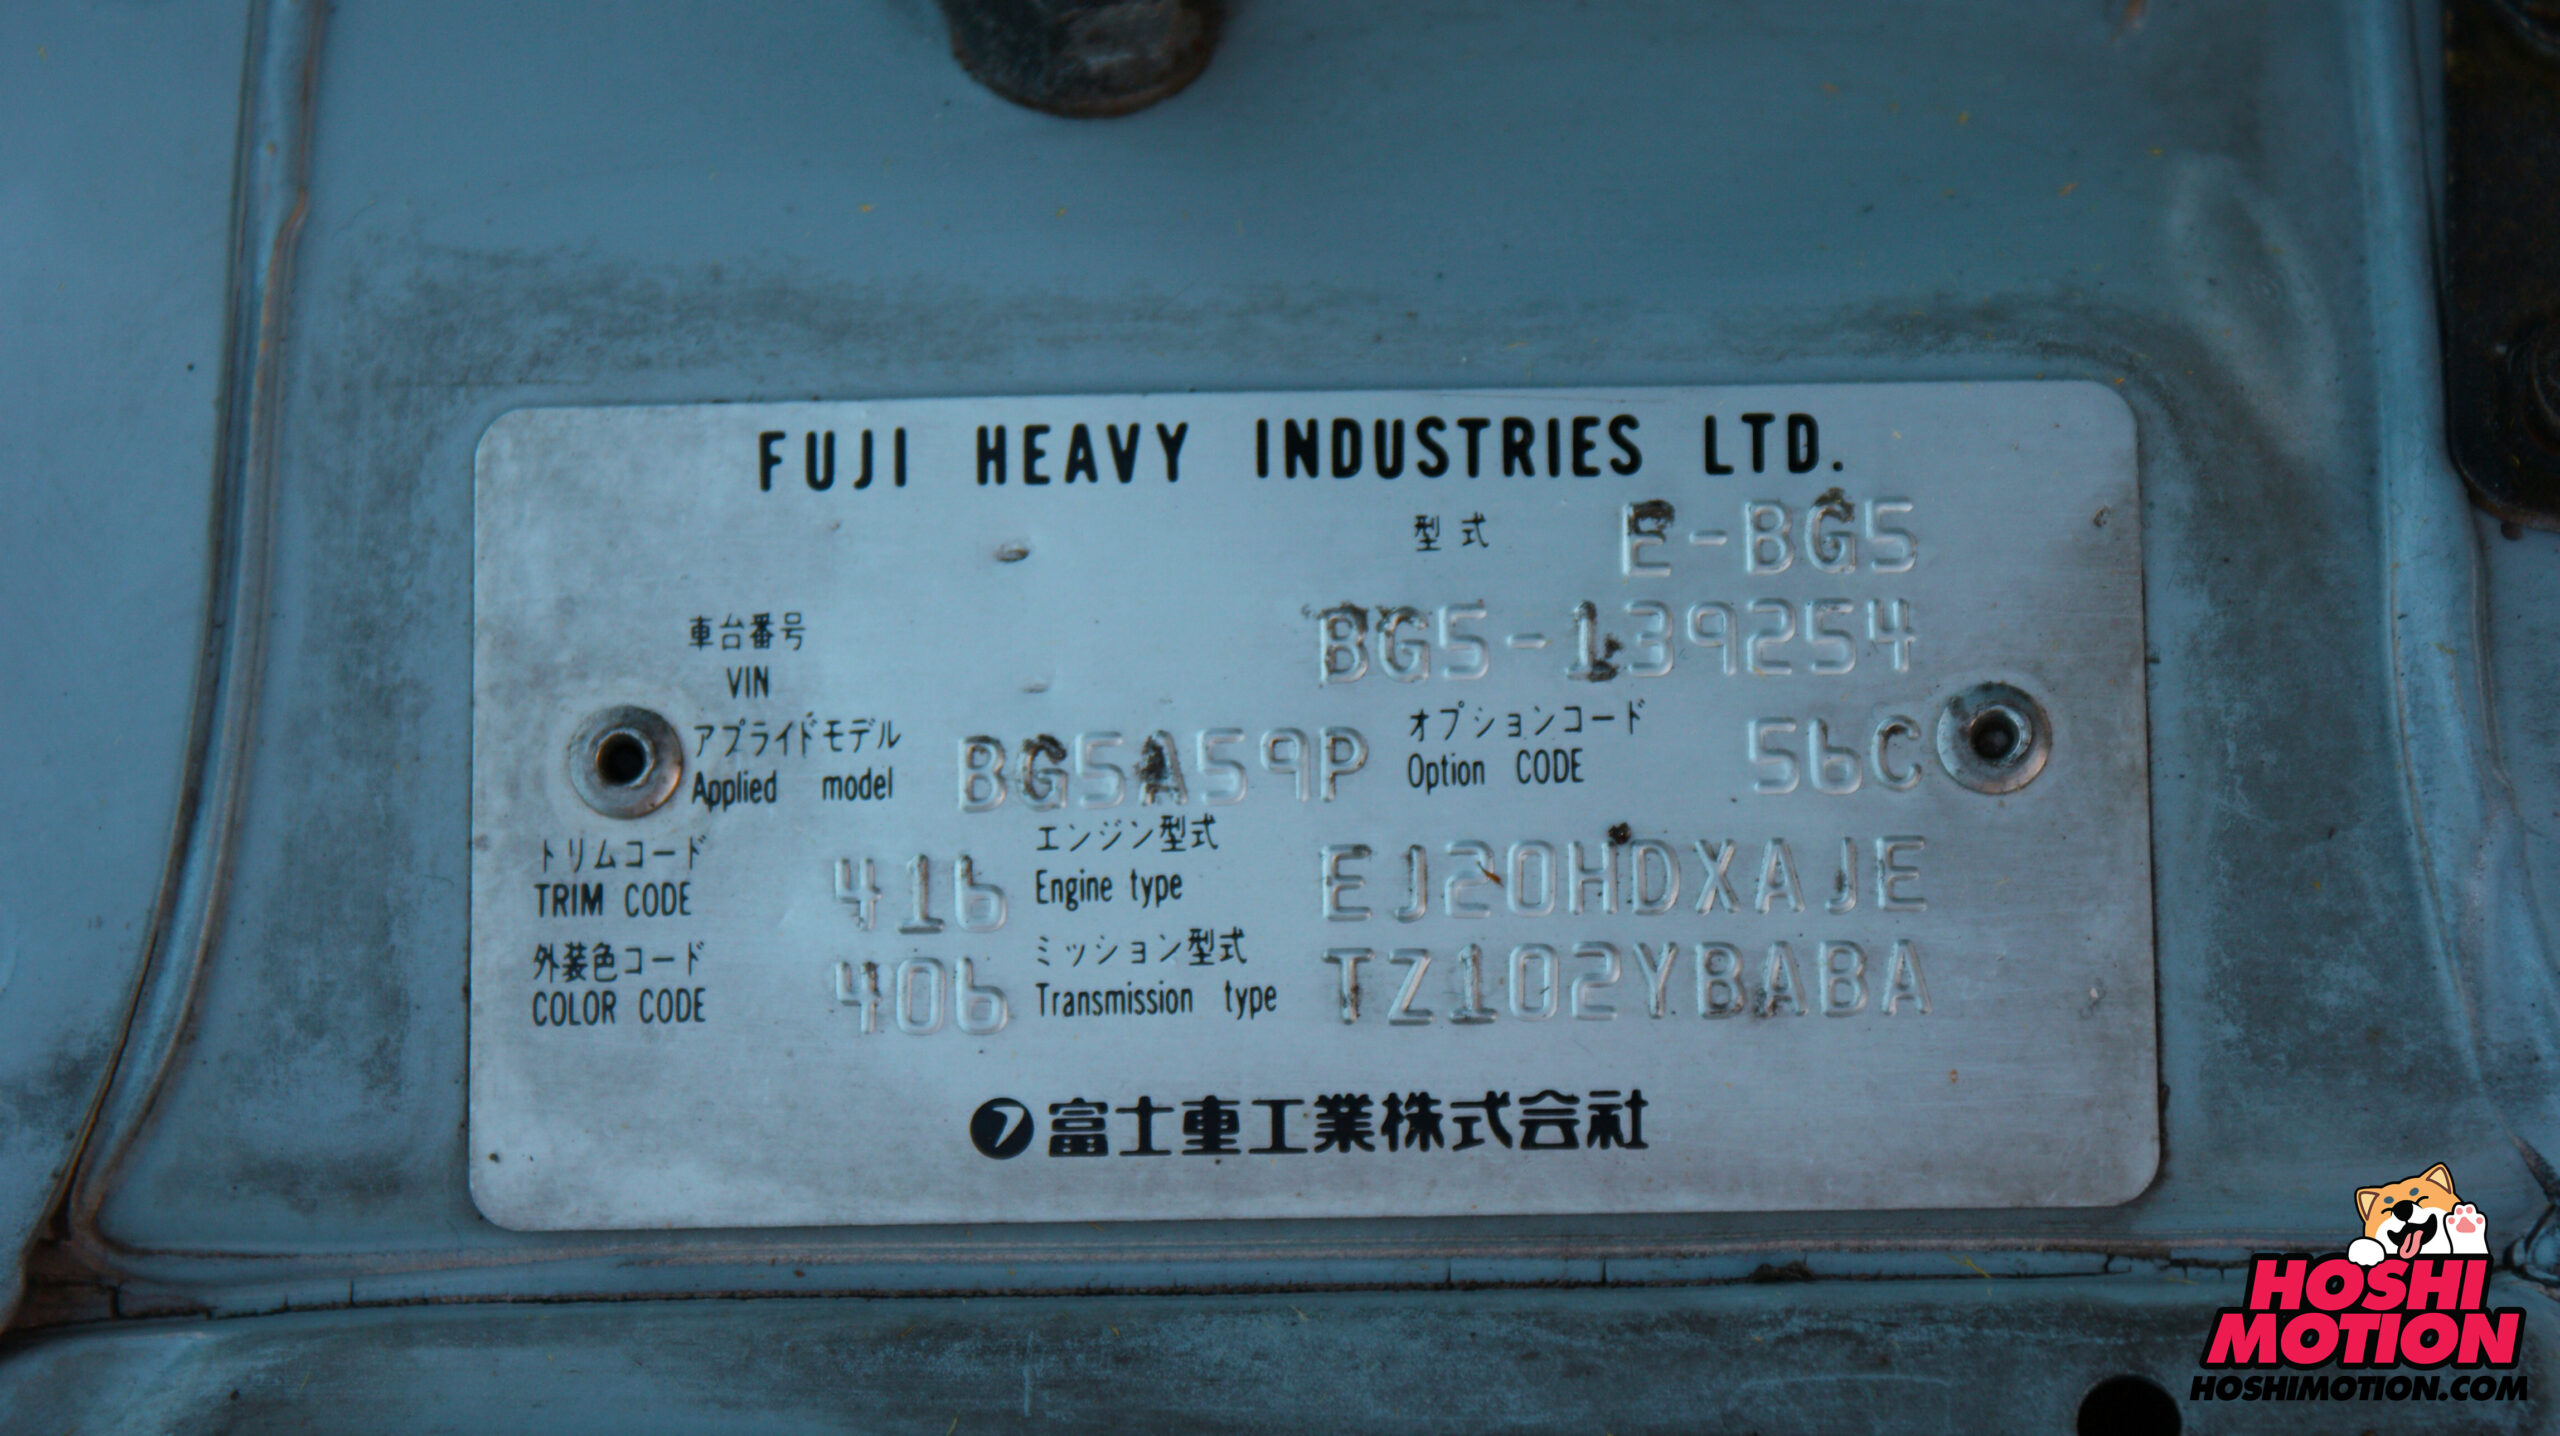 FUJI HEAVY INDUSTRIES LTD.
型式 E-BG5
車台番号
VIN BG5-139254
アプライドモデル
Applied model BG5A59P
オプションコード
Option CODE 56C
トリムコード
TRIM CODE 416
エンジン型式
Engine type EJ20HDXAJE
外装色コード
COLOR CODE 406
ミッション型式
Transmission type TZ102YBABA
富士重工業株式会社
HOSHI
MOTION
HOSHIMOTION.COM